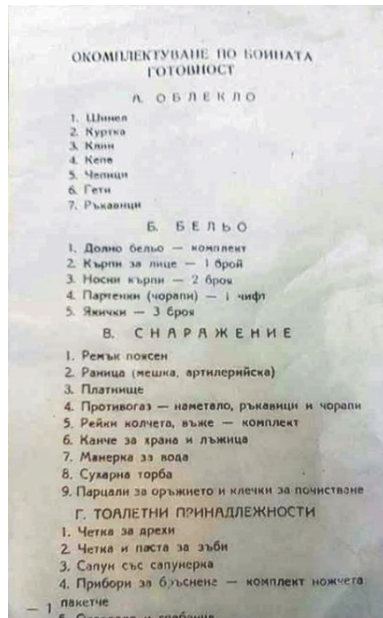 ОКОМПЛЕКТУВАНЕ ПО БОЙНАТА
ГОТОВНОСТ
А. ОБЛЕКЛО
1. Шинел
2. Куртка
3. Клин
4. Кепе
5. Чепици
6. Гети
7. Ръкавици
Б. БЕЛЬО
1. Долно бельо — комплект
2. Кърпи за лице — 1 брой
3. Носни кърпи — 2 броя
4. Партенки (чорапи) — 1 чифт
5. Якички — 3 броя
В. СНАРАЖЕНИЕ
1. Ремък поясен
2. Раница (мешка, артилерийска)
3. Платнище
4. Противогаз — наметало, ръкавици и чорапи
5. Рейки колчета, въже — комплект
6. Канче за храна и лъжица
7. Манерка за вода
8. Сухарна торба
9. Парцали за оръжието и клечки за почистване
Г. ТОАЛЕТНИ ПРИНАДЛЕЖНОСТИ
1. Четка за дрехи
2. Четка и паста за зъби
3. Сапун със сапунерка
4. Прибори за бръснене — комплект ножчета
— 1 пакетче